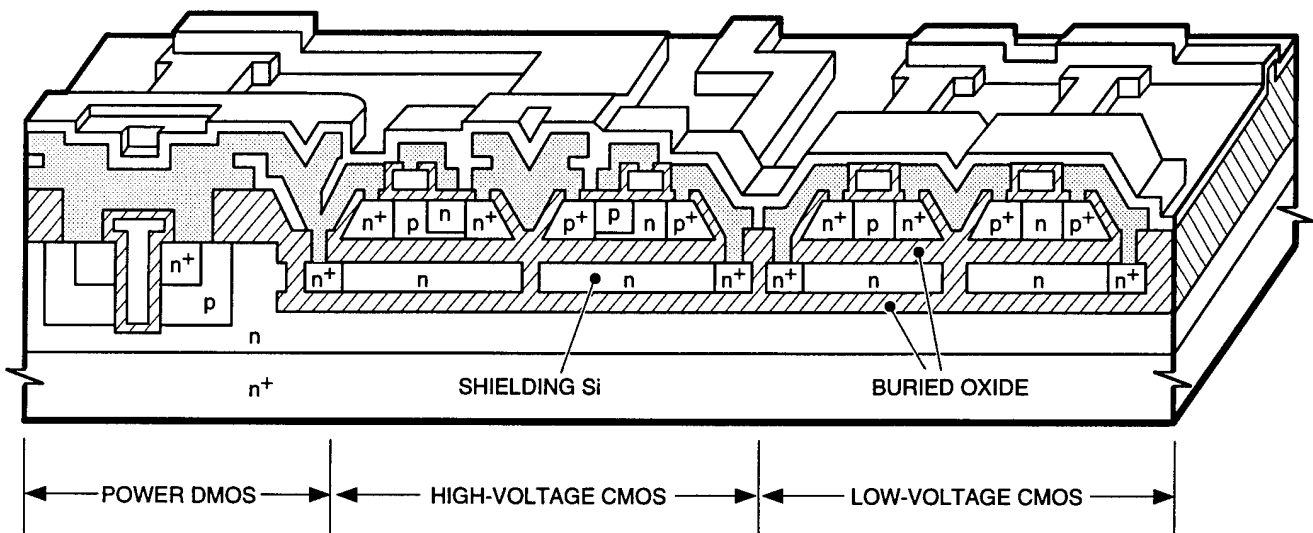 n⁺ p n n⁺ p⁺ p n p⁺ n⁺ p n⁺ p⁺ n p⁺
n⁺
p
n⁺ n n n⁺ n⁺ n n n⁺
n
n⁺
SHIELDING Si
BURIED OXIDE
POWER DMOS
HIGH-VOLTAGE CMOS
LOW-VOLTAGE CMOS